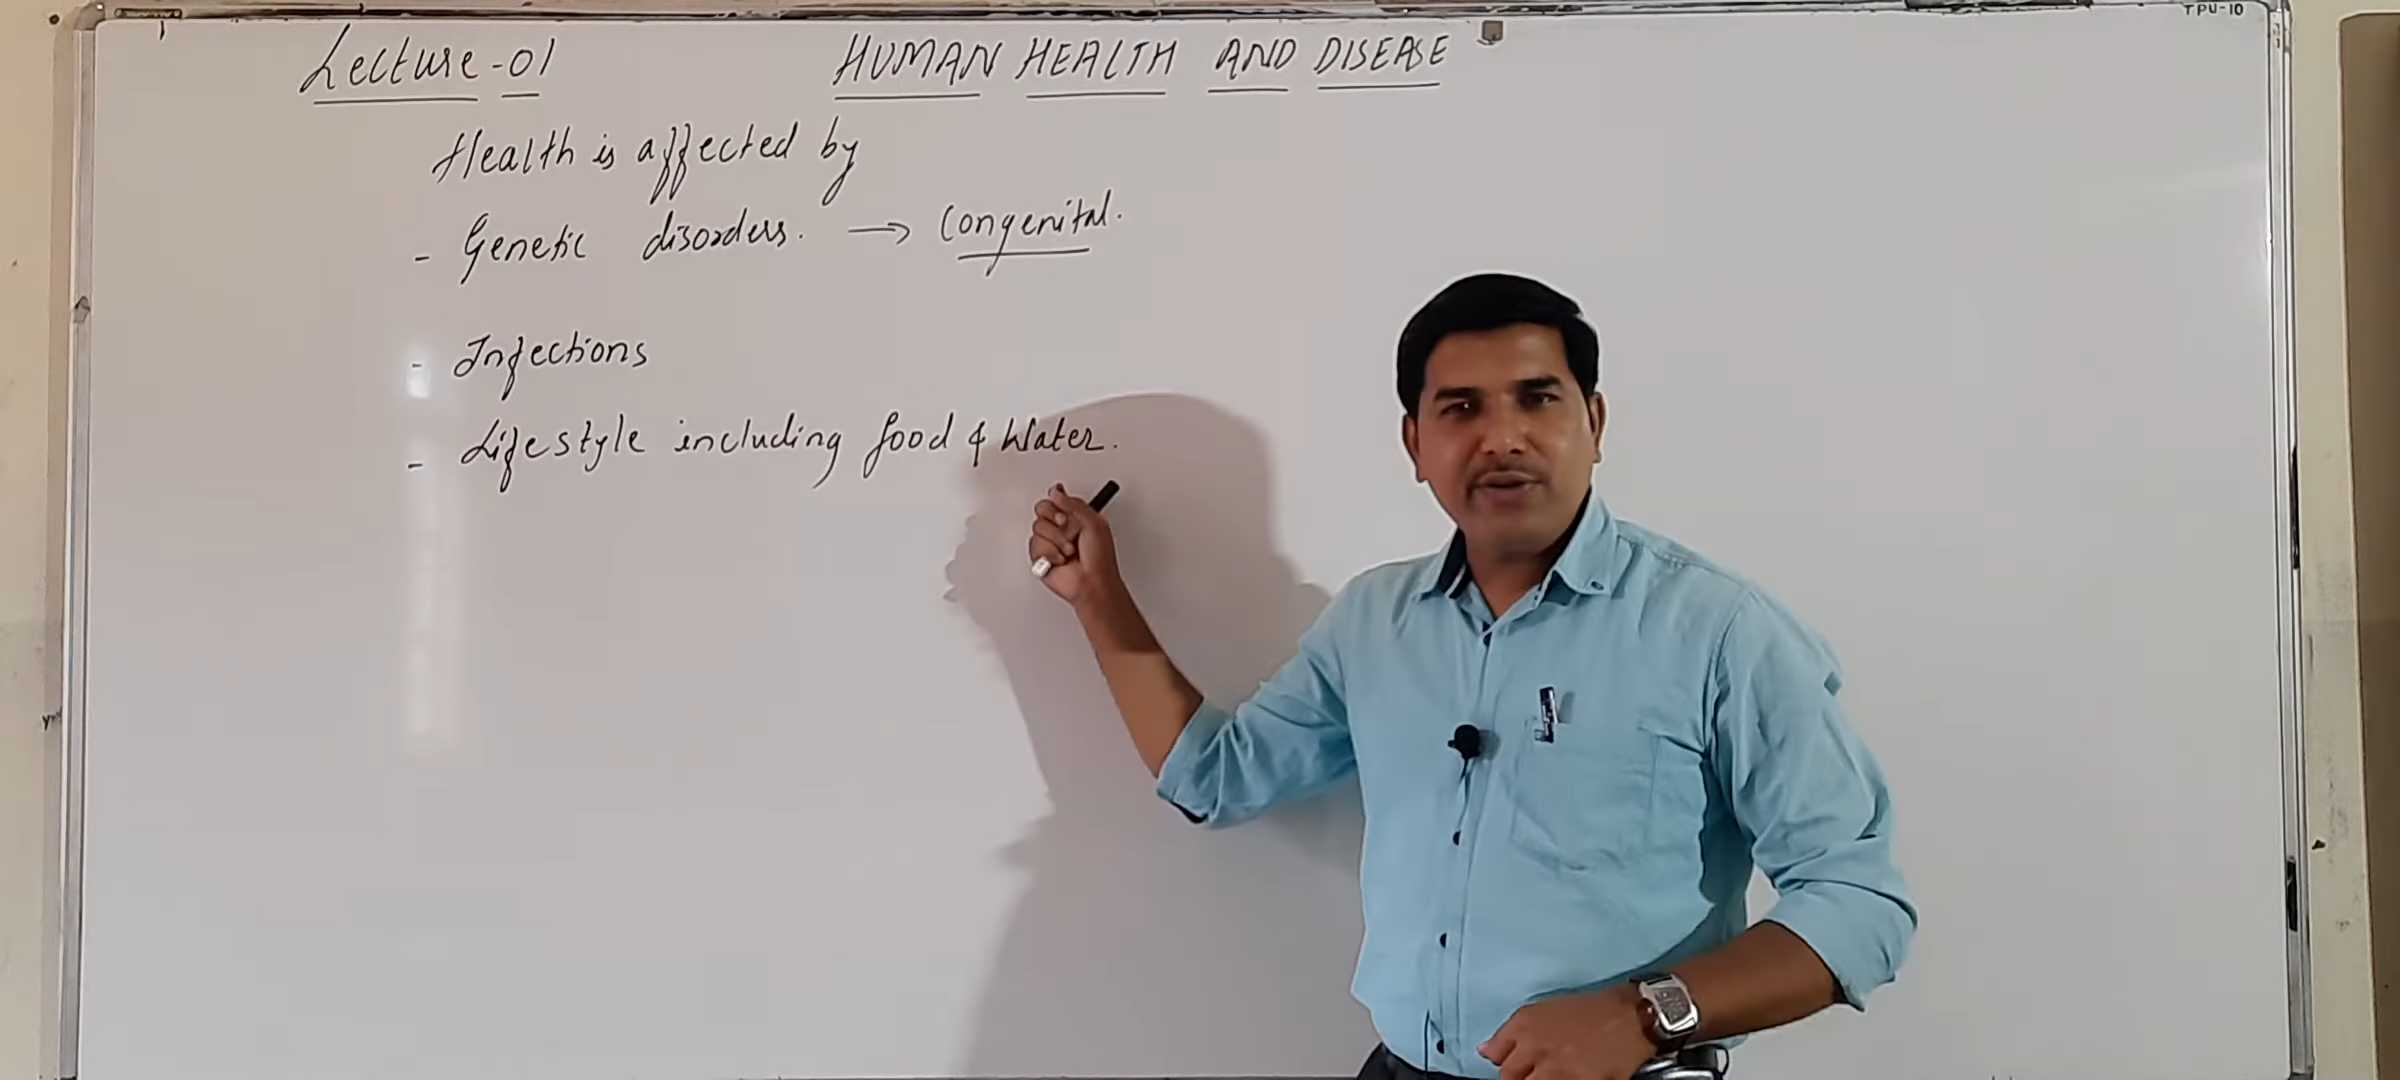 TPU-10
Lecture-01 HUMAN HEALTH AND DISEASE
Health is affected by
- Genetic disorders. → Congenital.
- Infections
- Lifestyle including food & Water.